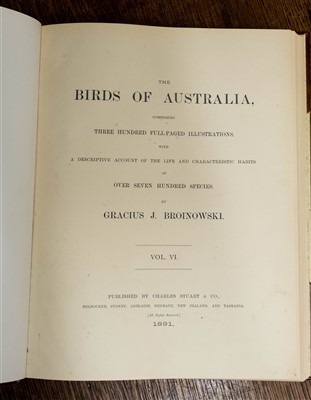 THE
BIRDS OF AUSTRALIA,
COMPRISING
THREE HUNDRED FULL-PAGED ILLUSTRATIONS,
WITH
A DESCRIPTIVE ACCOUNT OF THE LIFE AND CHARACTERISTIC HABITS
OF
OVER SEVEN HUNDRED SPECIES.
BY
GRACIUS J. BROINOWSKI.
VOL. VI.
PUBLISHED BY CHARLES STUART & CO.,
MELBOURNE, SYDNEY, ADELAIDE, BRISBANE, NEW ZEALAND, AND TASMANIA.
[All Rights Reserved.]
1891.